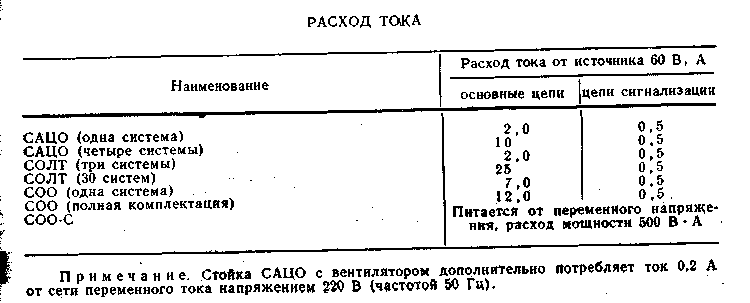 РАСХОД ТОКА
Наименование
Расход тока от источника 60 В, А
основные цепи
цепи сигнализации
САЦО (одна система) 2,0 0,5
САЦО (четыре системы) 10 0,5
СОЛТ (три системы) 2,0 0,5
СОЛТ (30 систем) 25 0,5
СОО (одна система) 7,0 0,5
СОО (полная комплектация) 12,0 0,5
СОО-С Питается от переменного напряже-
ния, расход мощности 500 В·А
Примечание. Стойка САЦО с вентилятором дополнительно потребляет ток 0,2 А
от сети переменного тока напряжением 220 В (частотой 50 Гц).